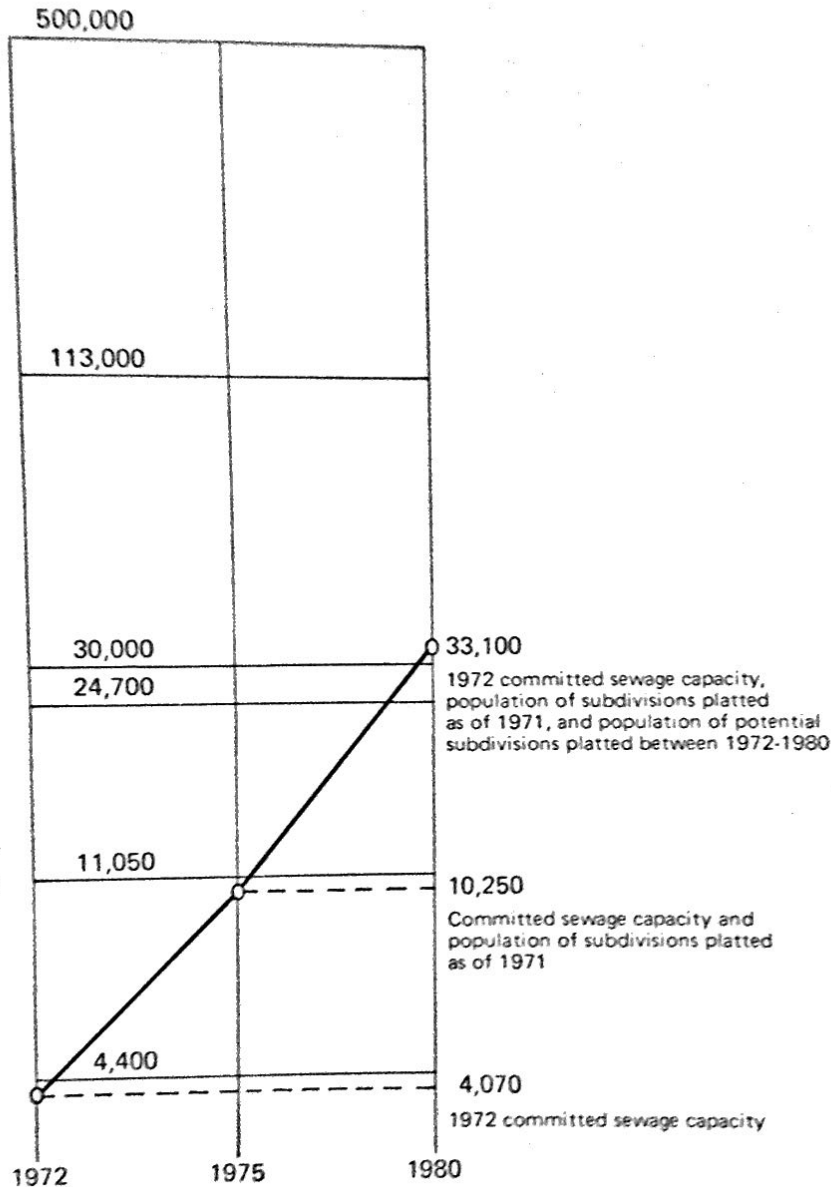 500,000
113,000
30,000
33,100
1972 committed sewage capacity,
population of subdivisions platted
as of 1971, and population of potential
subdivisions platted between 1972-1980
24,700
11,050
10,250
Committed sewage capacity and
population of subdivisions platted
as of 1971
4,400
4,070
1972 committed sewage capacity
1972
1975
1980